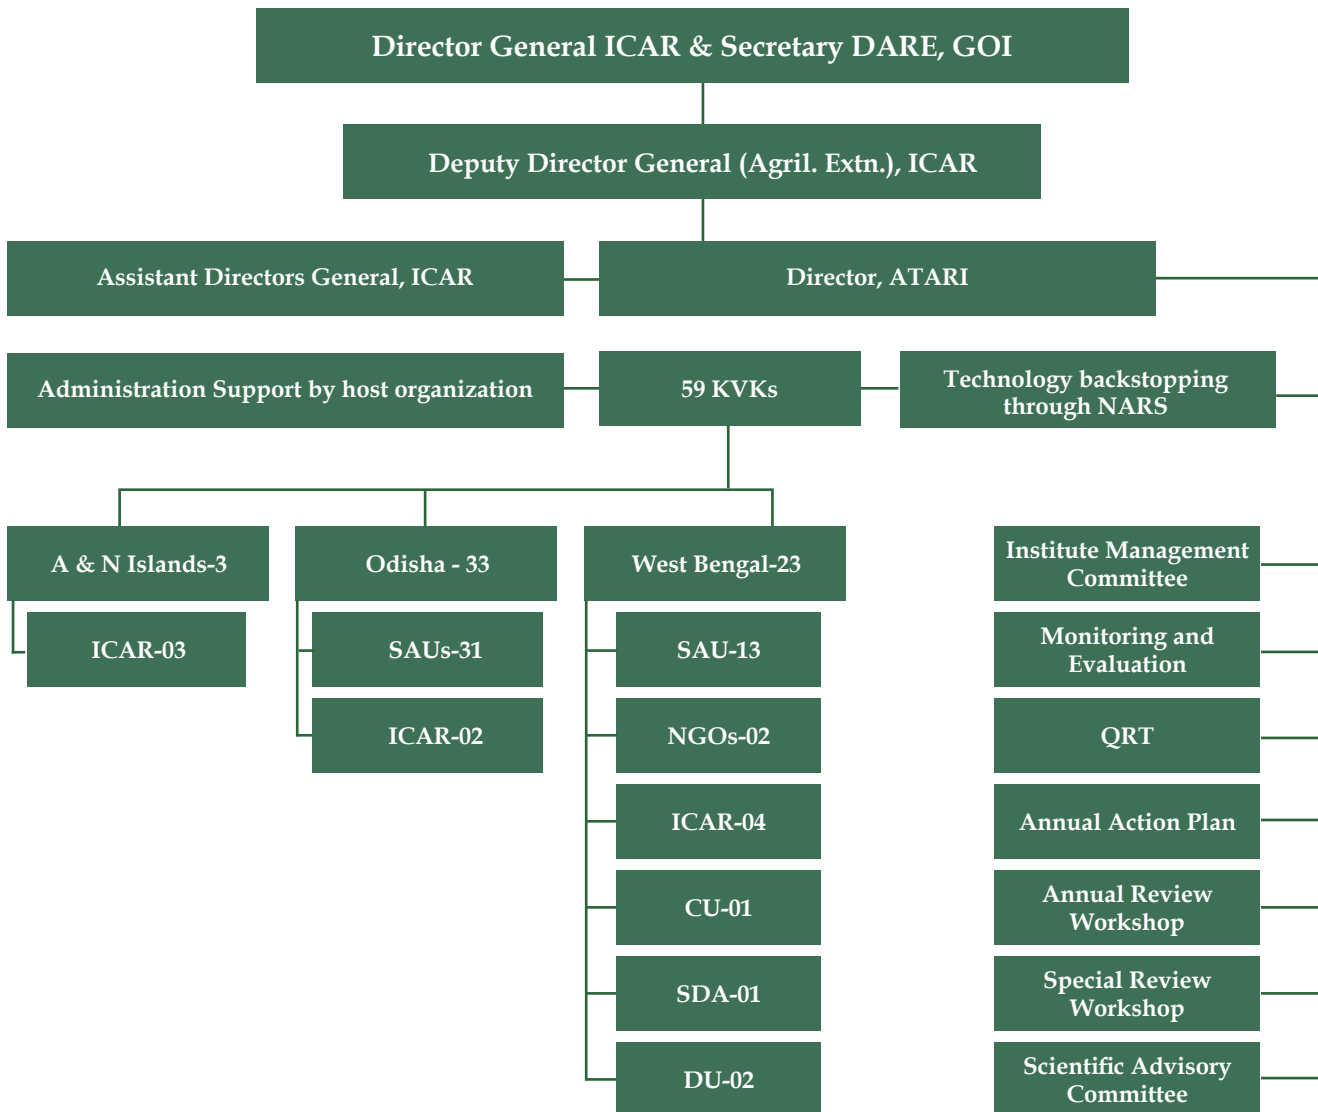 Director General ICAR & Secretary DARE, GOI
Deputy Director General (Agril. Extn.), ICAR
Assistant Directors General, ICAR
Director, ATARI
Administration Support by host organization
59 KVKs
Technology backstopping
through NARS
A & N Islands-3
ICAR-03
Odisha - 33
SAUs-31
ICAR-02
West Bengal-23
SAU-13
NGOs-02
ICAR-04
CU-01
SDA-01
DU-02
Institute Management
Committee
Monitoring and
Evaluation
QRT
Annual Action Plan
Annual Review
Workshop
Special Review
Workshop
Scientific Advisory
Committee